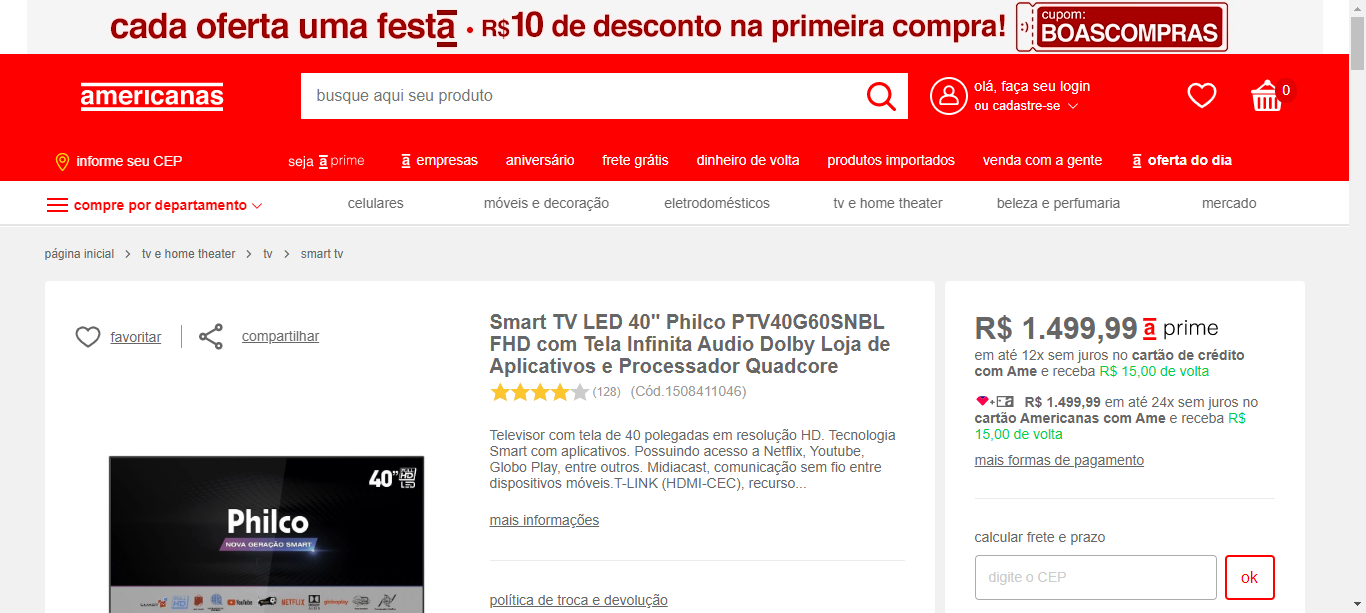 cada oferta uma festa • R$10 de desconto na primeira compra! cupom: BOASCOMPRAS
americanas
busque aqui seu produto
olá, faça seu login
ou cadastre-se
0
informe seu CEP
seja a prime
a empresas
aniversário
frete grátis
dinheiro de volta
produtos importados
venda com a gente
a oferta do dia
compre por departamento
celulares
móveis e decoração
eletrodomésticos
tv e home theater
beleza e perfumaria
mercado
página inicial > tv e home theater > tv > smart tv
favoritar
compartilhar
40"
HD
LED
Philco
NOVA GERAÇÃO SMART
YouTube
NETFLIX
DOLBY
globoplay
Smart TV LED 40'' Philco PTV40G60SNBL
FHD com Tela Infinita Audio Dolby Loja de
Aplicativos e Processador Quadcore
(128) (Cód.1508411046)
Televisor com tela de 40 polegadas em resolução HD. Tecnologia
Smart com aplicativos. Possuindo acesso a Netflix, Youtube,
Globo Play, entre outros. Midiacast, comunicação sem fio entre
dispositivos móveis.T-LINK (HDMI-CEC), recurso...
mais informações
política de troca e devolução
R$ 1.499,99 a prime
em até 12x sem juros no cartão de crédito
com Ame e receba R$ 15,00 de volta
+ R$ 1.499,99 em até 24x sem juros no
cartão Americanas com Ame e receba R$
15,00 de volta
mais formas de pagamento
calcular frete e prazo
digite o CEP
ok